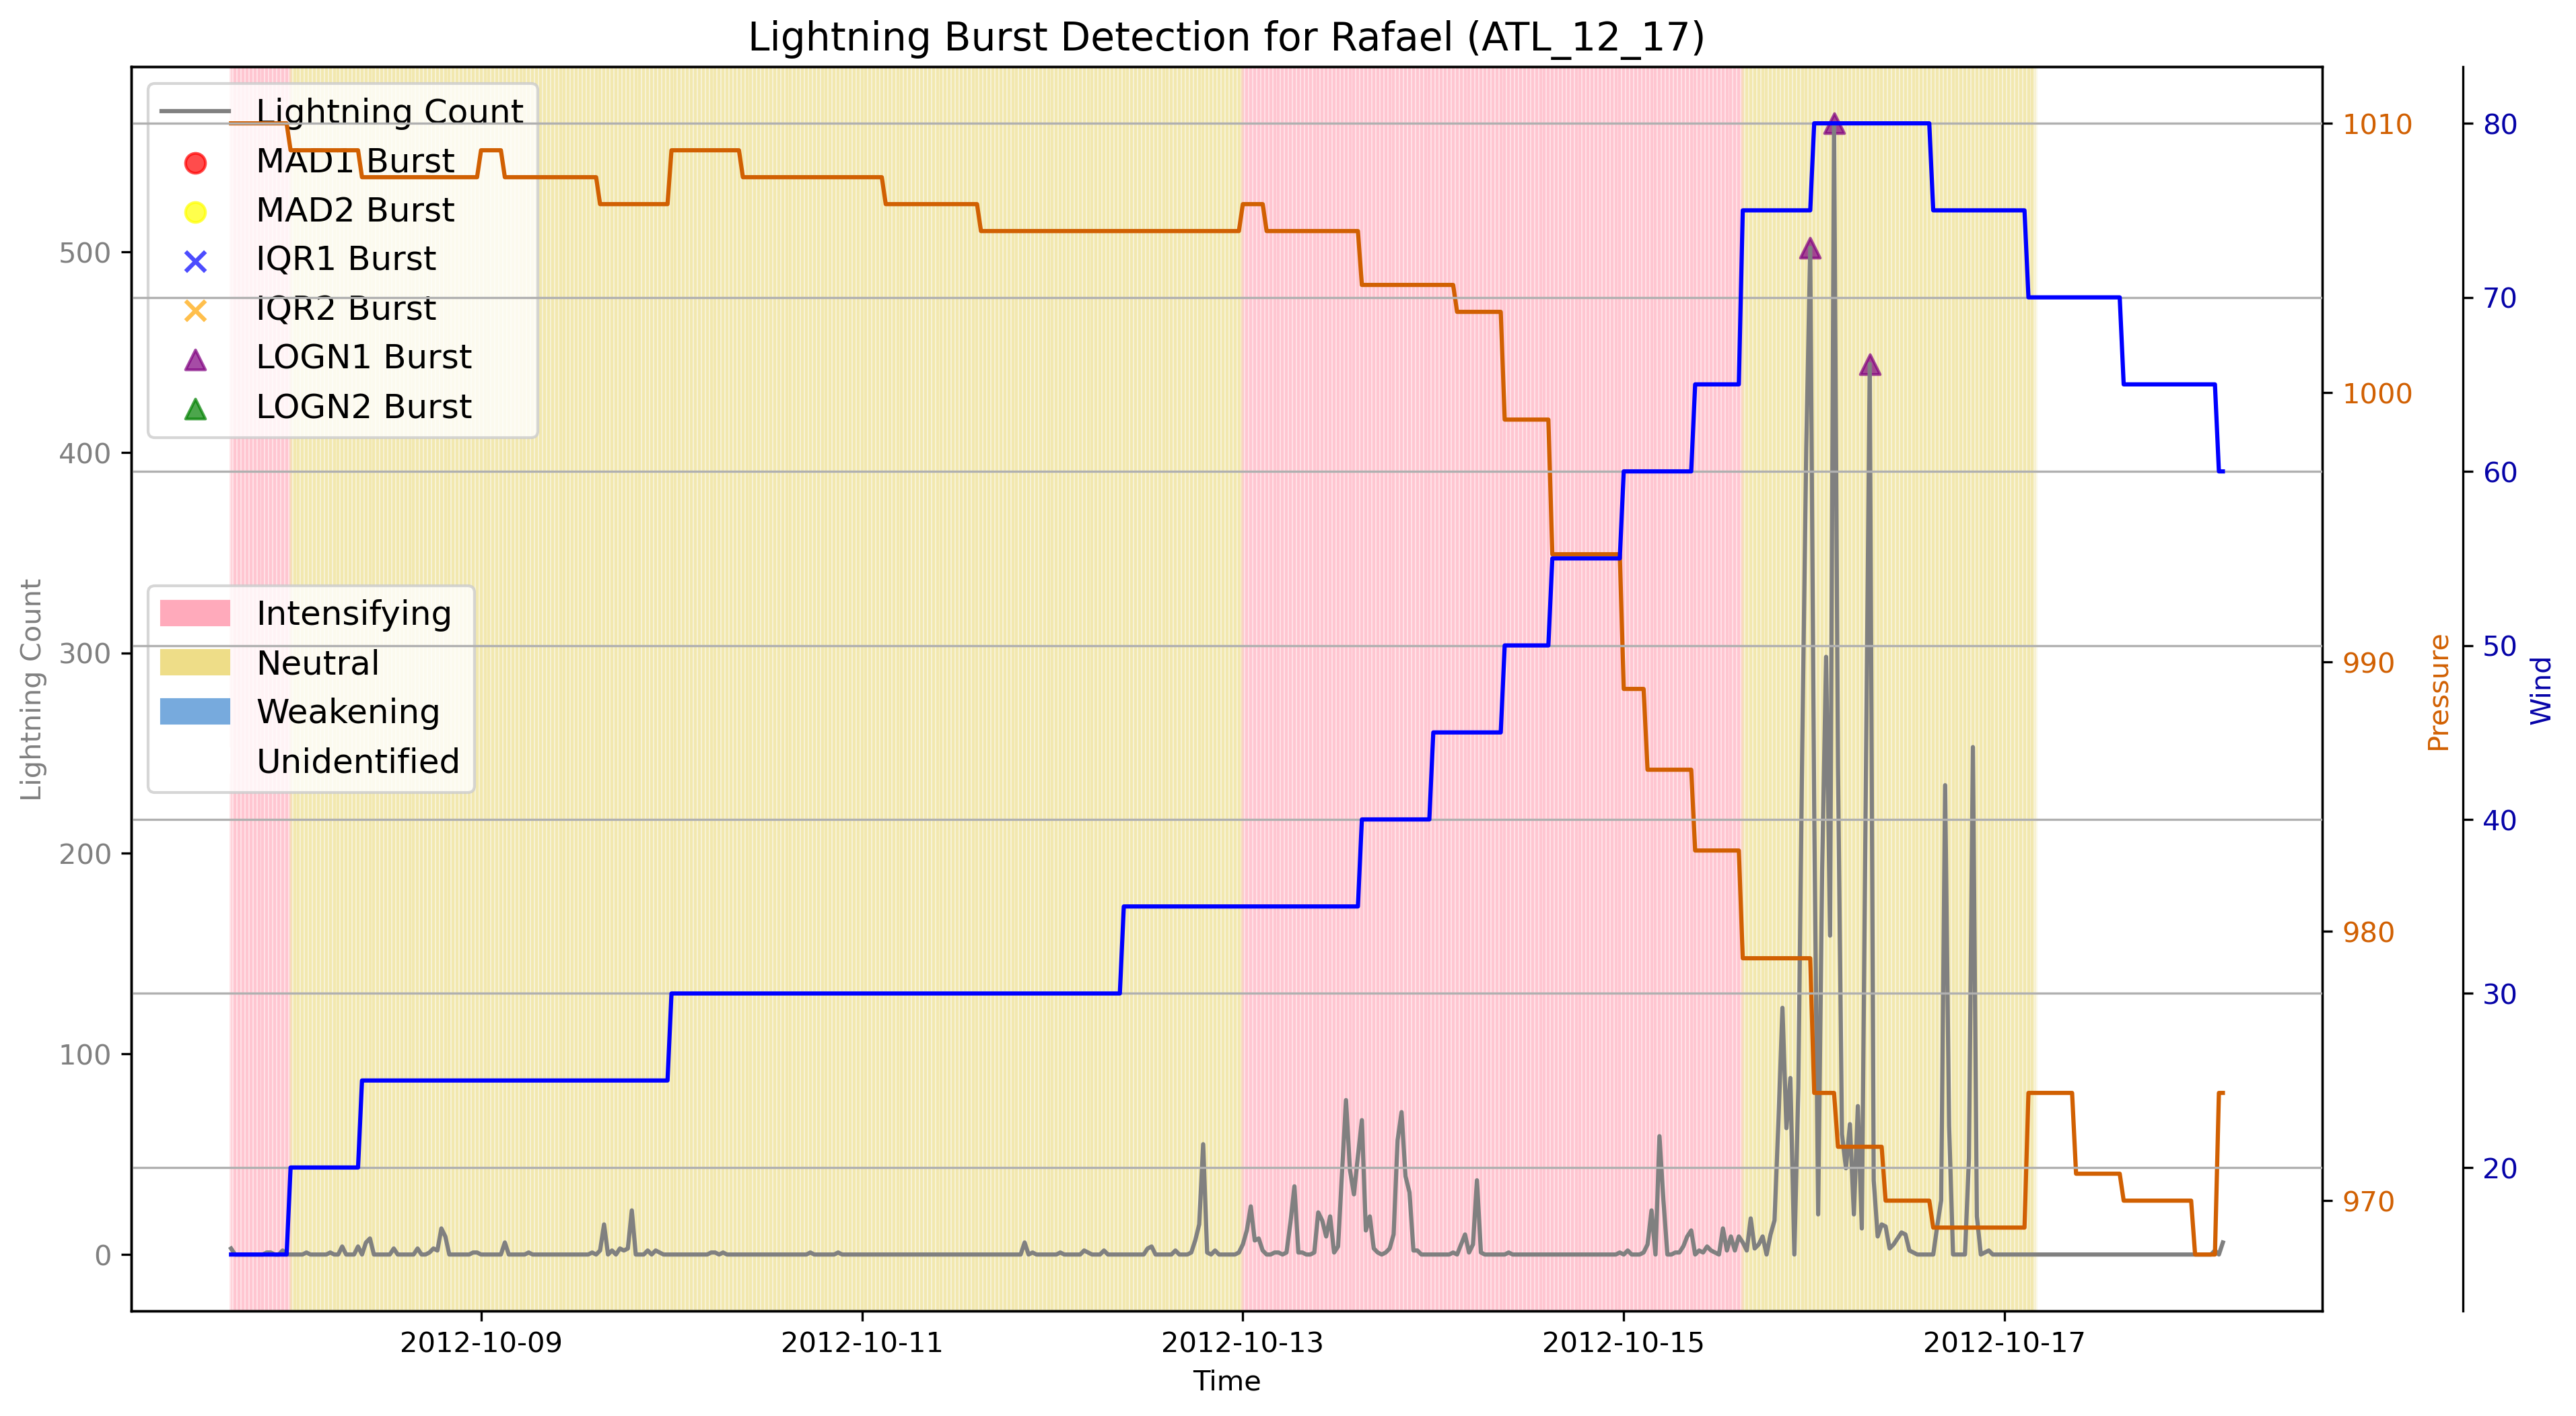 Lightning Burst Detection for Rafael (ATL_12_17)
Lightning Count
MAD1 Burst
MAD2 Burst
IQR1 Burst
IQR2 Burst
LOGN1 Burst
LOGN2 Burst
Intensifying
Neutral
Weakening
Unidentified
Lightning Count
500
400
300
200
100
0
1010
1000
990
980
970
Pressure
80
70
60
50
40
30
20
Wind
2012-10-09
2012-10-11
2012-10-13
2012-10-15
2012-10-17
Time